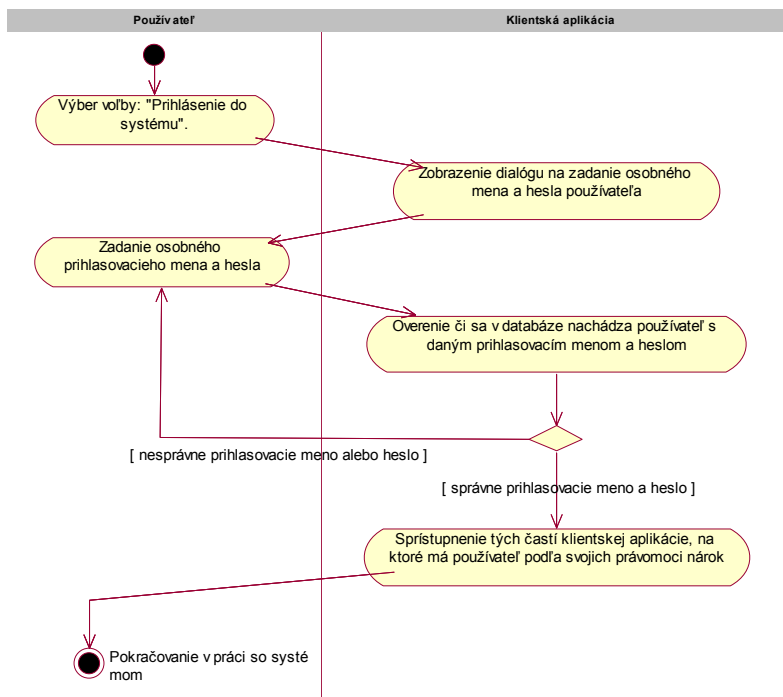 Používateľ
Klientská aplikácia
Výber voľby: "Prihlásenie do
systému".
Zobrazenie dialógu na zadanie osobného
mena a hesla používateľa
Zadanie osobného
prihlasovacieho mena a hesla
Overenie či sa v databáze nachádza používateľ s
daným prihlasovacím menom a heslom
[ nesprávne prihlasovacie meno alebo heslo ]
[ správne prihlasovacie meno a heslo ]
Sprístupnenie tých častí klientskej aplikácie, na
ktoré má používateľ podľa svojich právomoci nárok
Pokračovanie v práci so systé
mom